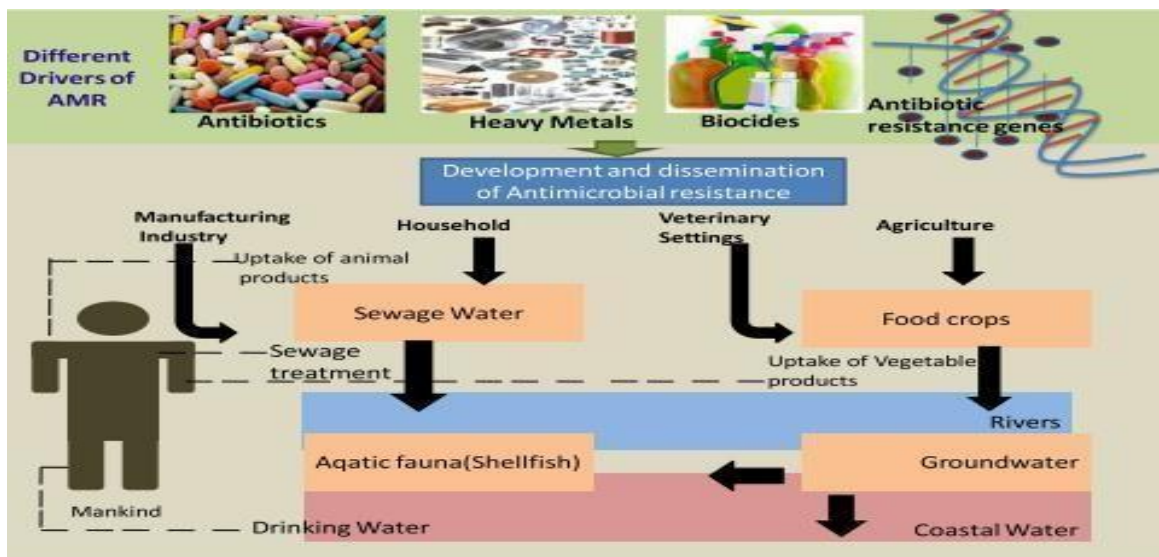 Different
Drivers of
AMR
Antibiotics
Heavy Metals
Biocides
Antibiotic
resistance genes
Development and dissemination
of Antimicrobial resistance
Manufacturing
Industry
Household
Veterinary
Settings
Agriculture
Uptake of animal
products
Sewage Water
Food crops
Sewage
treatment
Uptake of Vegetable
products
Rivers
Aqatic fauna(Shellfish)
Groundwater
Mankind
Drinking Water
Coastal Water